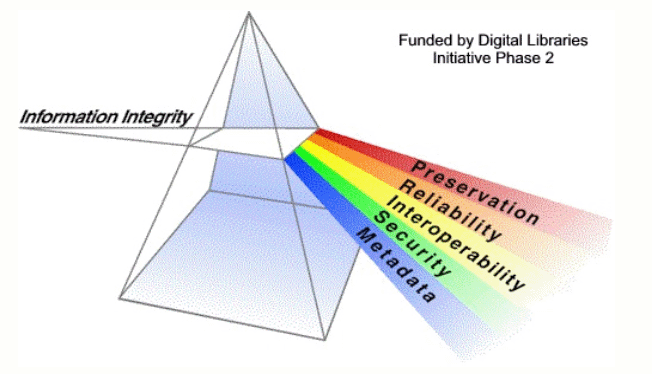 Funded by Digital Libraries
Initiative Phase 2
Information Integrity
Preservation
Reliability
Interoperability
Security
Metadata